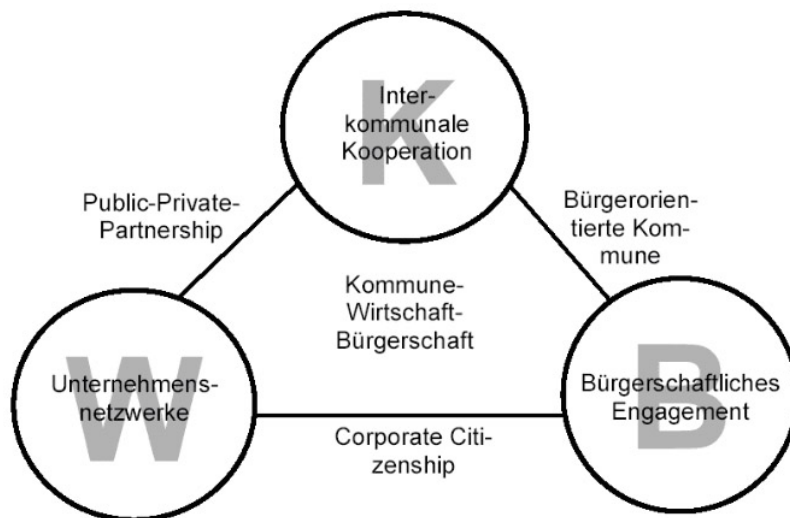 K
Inter-
kommunale
Kooperation
Public-Private-
Partnership
Bürgerorien-
tierte Kom-
mune
Kommune-
Wirtschaft-
Bürgerschaft
W
Unternehmens-
netzwerke
B
Bürgerschaftliches
Engagement
Corporate Citi-
zenship